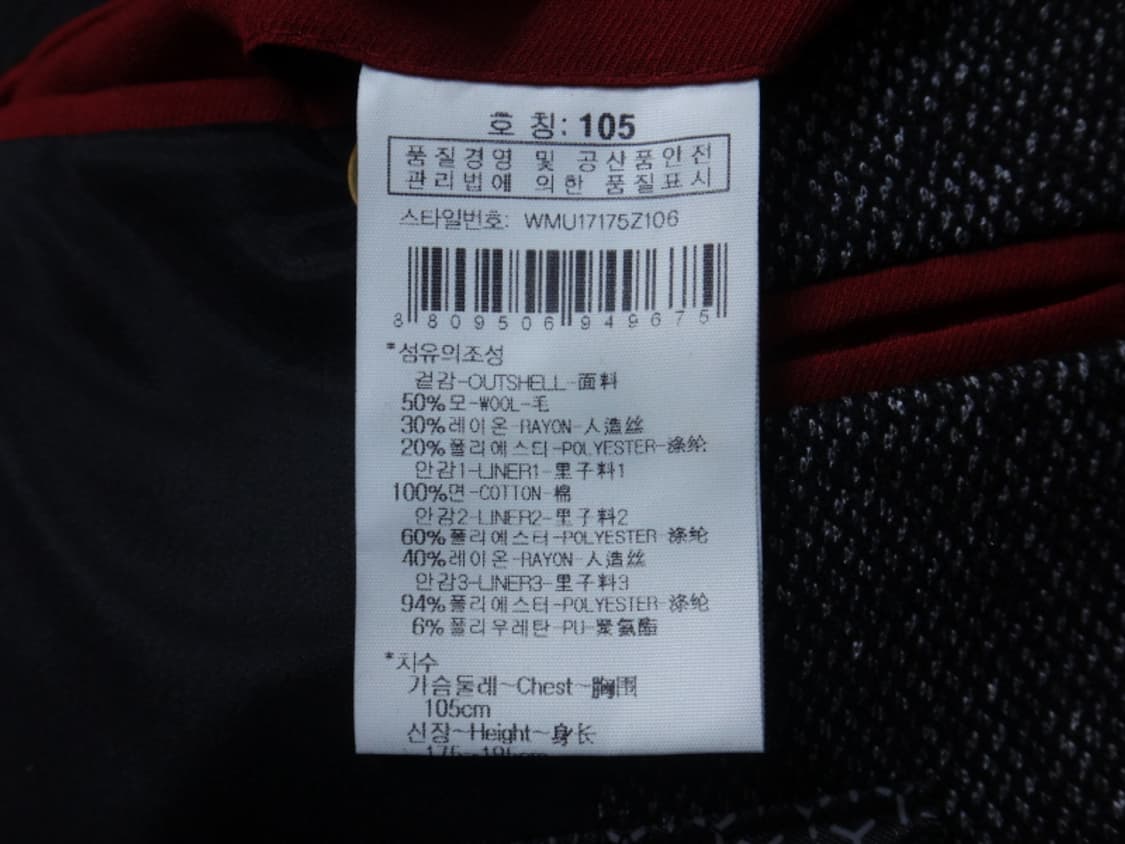 호 칭: 105
품질경영 및 공산품안전
관리법에 의한 품질표시
스타일번호: WMU17175Z106
8 809506 949675
*섬유의조성
겉감-OUTSHELL-面料
50%모-WOOL-毛
30%레이온-RAYON-人造丝
20%폴리에스터-POLYESTER-涤纶
안감1-LINER1-里子料1
100%면-COTTON-棉
안감2-LINER2-里子料2
60%폴리에스터-POLYESTER-涤纶
40%레이온-RAYON-人造丝
안감3-LINER3-里子料3
94%폴리에스터-POLYESTER-涤纶
6%폴리우레탄-PU-聚氨酯
*치수
가슴둘레~Chest~胸围
105cm
신장~Height~身长
175~185cm